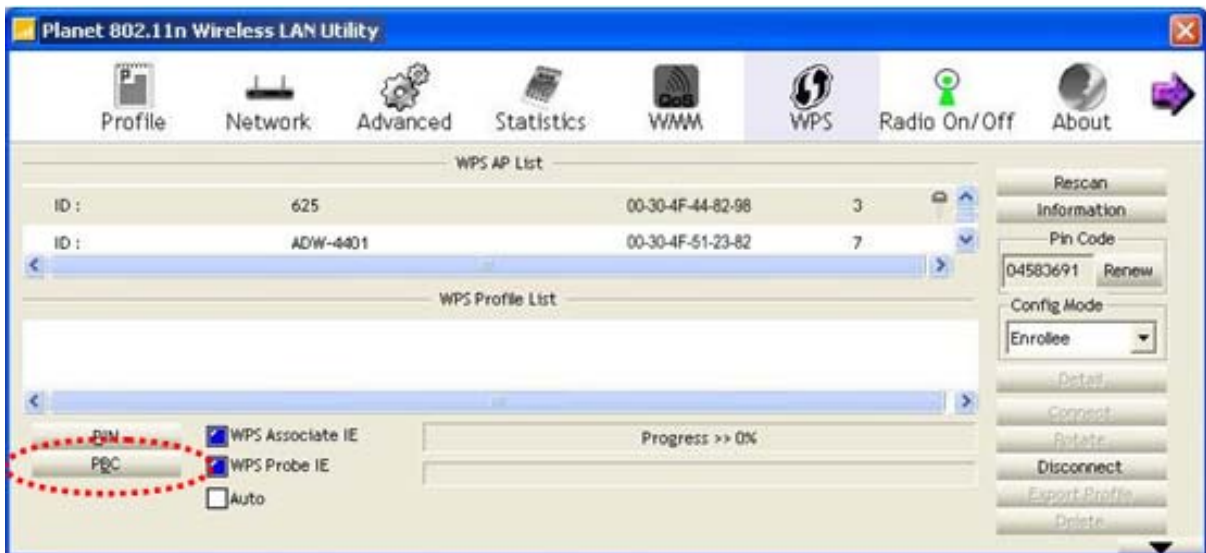 Planet 802.11n Wireless LAN Utility
Profile Network Advanced Statistics QoS WMM WPS Radio On/Off About
WPS AP List
ID : 625 00-30-4F-44-82-98 3
ID : ADW-4401 00-30-4F-51-23-82 7
WPS Profile List
Rescan
Information
Pin Code
04583691 Renew
Config Mode
Enrollee
Detail
Connect
Rotate
Disconnect
Export Profile
Delete
PIN
PBC
WPS Associate IE
WPS Probe IE
Auto
Progress >> 0%